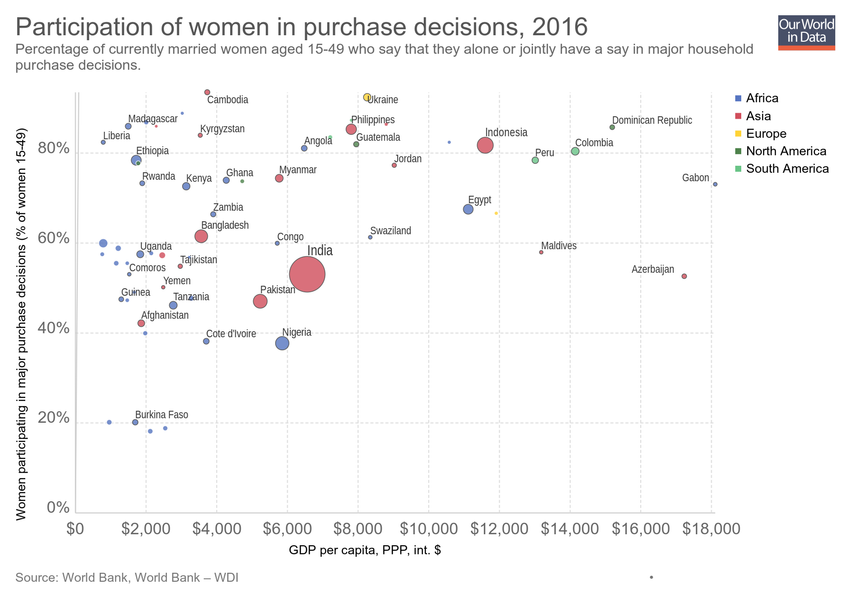 Participation of women in purchase decisions, 2016
Percentage of currently married women aged 15-49 who say that they alone or jointly have a say in major household
purchase decisions.
Our World
in Data
Africa
Asia
Europe
North America
South America
Women participating in major purchase decisions (% of women 15-49)
80%
60%
40%
20%
0%
Cambodia
Ukraine
Madagascar
Philippines
Dominican Republic
Kyrgyzstan
Indonesia
Liberia
Angola
Guatemala
Colombia
Ethiopia
Peru
Jordan
Rwanda
Kenya
Ghana
Myanmar
Gabon
Zambia
Egypt
Bangladesh
Swaziland
Congo
Uganda
India
Maldives
Comoros
Tajikistan
Azerbaijan
Yemen
Guinea
Tanzania
Pakistan
Afghanistan
Cote d'Ivoire
Nigeria
Burkina Faso
$0
$2,000
$4,000
$6,000
$8,000
$10,000
$12,000
$14,000
$16,000
$18,000
GDP per capita, PPP, int. $
Source: World Bank, World Bank – WDI